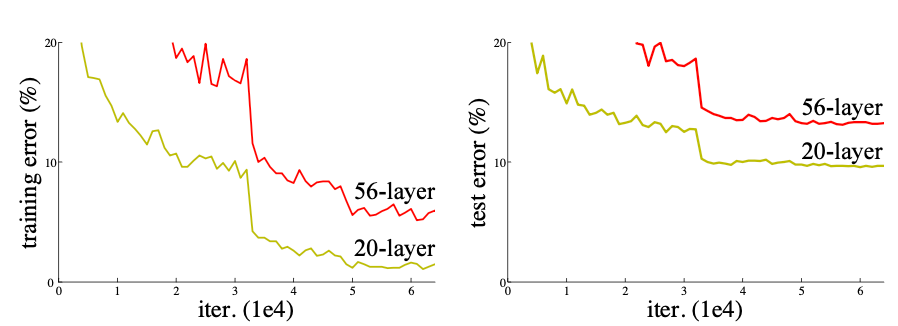 20
10
0
training error (%)
56-layer
20-layer
0 1 2 3 4 5 6
iter. (1e4)
20
10
0
test error (%)
56-layer
20-layer
0 1 2 3 4 5 6
iter. (1e4)